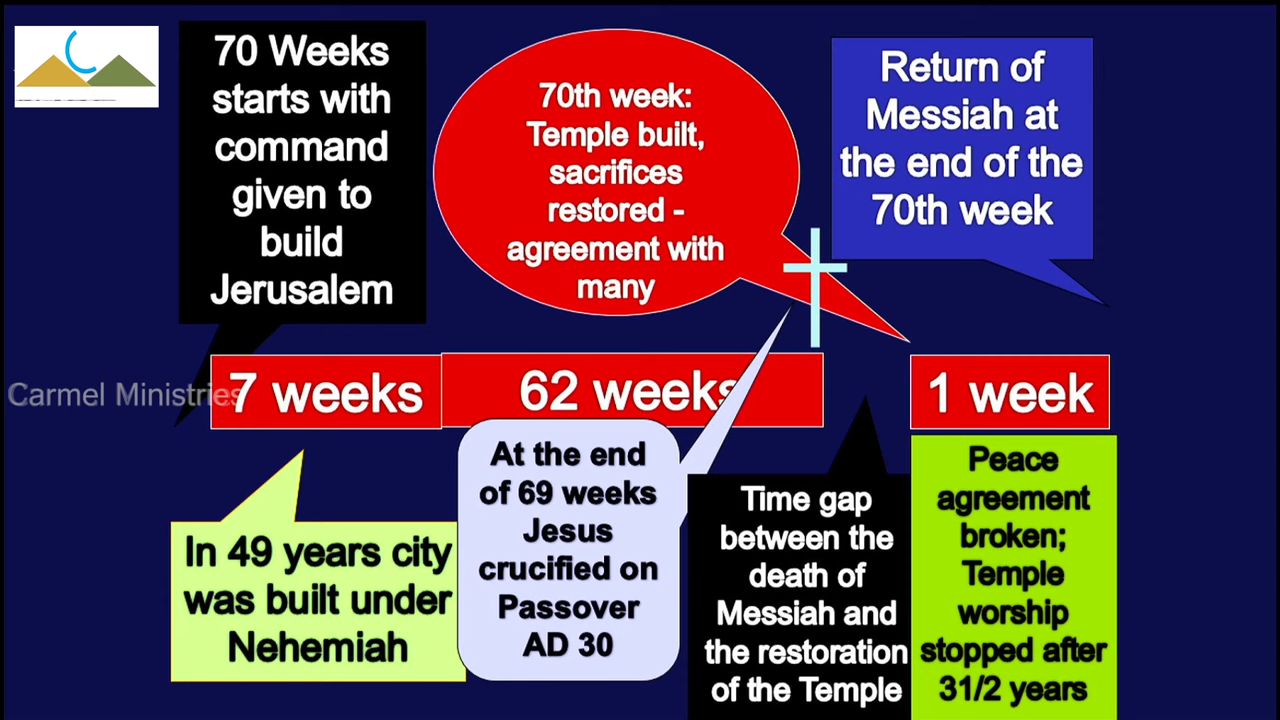 70 Weeks
starts with
command
given to
build
Jerusalem
70th week:
Temple built,
sacrifices
restored -
agreement with
many
Return of
Messiah at
the end of the
70th week
Carmel Ministries
7 weeks
62 weeks
1 week
In 49 years city
was built under
Nehemiah
At the end
of 69 weeks
Jesus
crucified on
Passover
AD 30
Time gap
between the
death of
Messiah and
the restoration
of the Temple
Peace
agreement
broken;
Temple
worship
stopped after
31/2 years